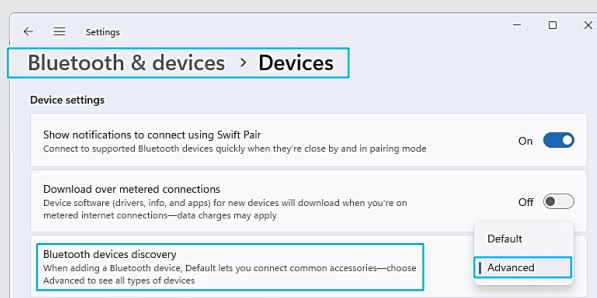 Settings
Bluetooth & devices > Devices
Device settings
Show notifications to connect using Swift Pair
Connect to supported Bluetooth devices quickly when they're close by and in pairing mode
On
Download over metered connections
Device software (drivers, info, and apps) for new devices will download when you're on
metered internet connections—data charges may apply
Off
Bluetooth devices discovery
When adding a Bluetooth device, Default lets you connect common accessories—choose
Advanced to see all types of devices
Default
Advanced